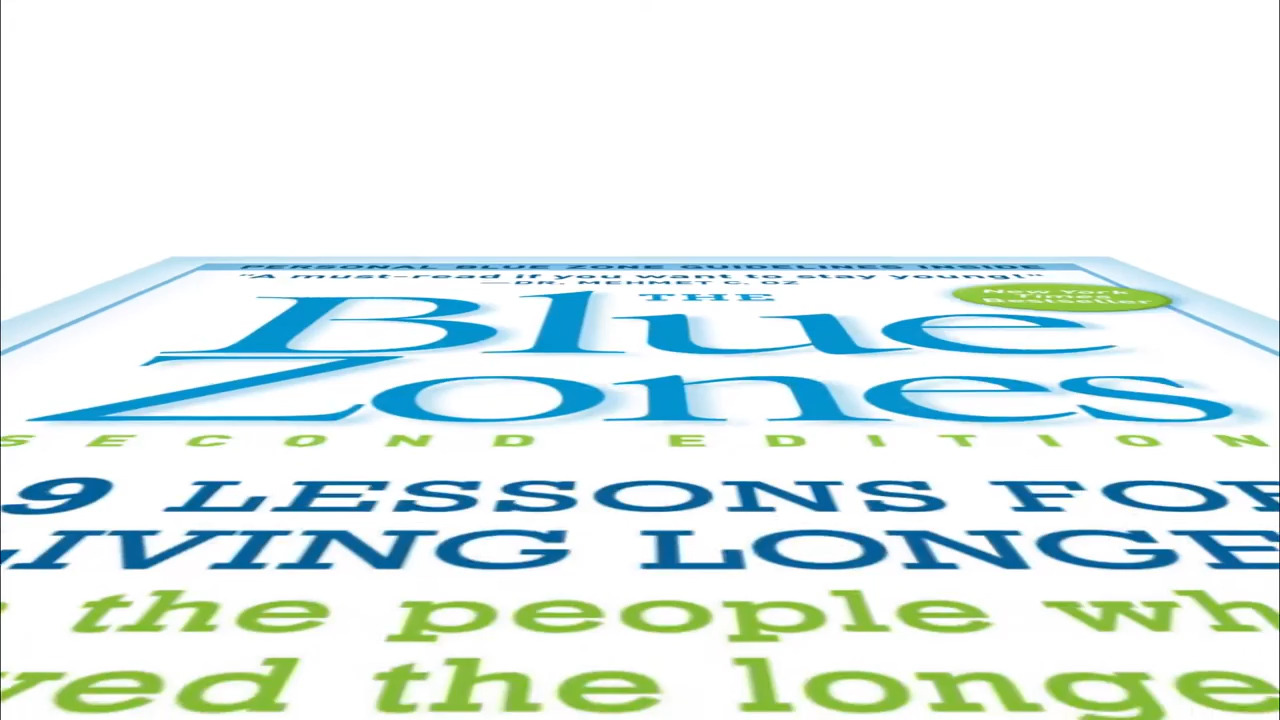 PERSONAL BLUE ZONE GUIDELINES INSIDE
"A must-read if you want to stay young!"
—DR. MEHMET C. OZ
THE
Blue
New York
Times
Bestseller
Zones
SECOND EDITION
9 LESSONS FOR
LIVING LONGE
the people wh
ved the longe